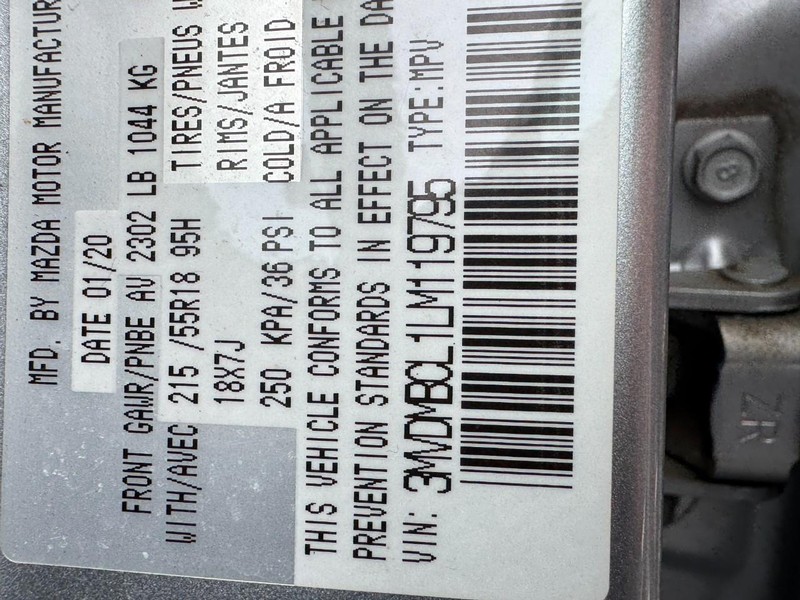 MFD. BY MAZDA MOTOR
DATE 01/20
FRONT GAWR/PNBE AV 2302 LB 1044 KG
WITH/AVEC 215 /55R18 95H TIRES/PNEUS
18X7J RIMS/JANTES
250 KPA/36 PSI COLD/A FROID
THIS VEHICLE CONFORMS TO ALL APPLICABLE
PREVENTION STANDARDS IN EFFECT ON THE
VIN: 3MVDMBCL1LM119795 TYPE:MPV
8
ZR